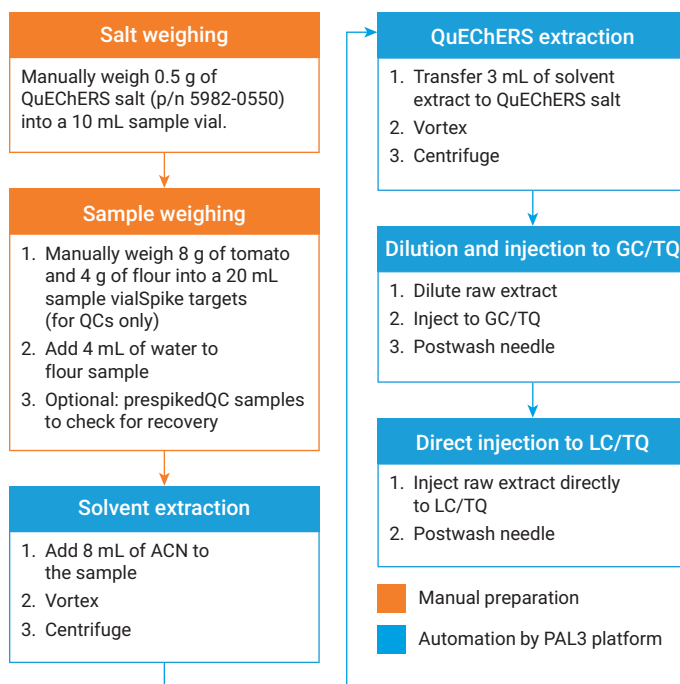 Salt weighing
Manually weigh 0.5 g of
QuEChERS salt (p/n 5982-0550)
into a 10 mL sample vial.
Sample weighing
1. Manually weigh 8 g of tomato
and 4 g of flour into a 20 mL
sample vialSpike targets
(for QCs only)
2. Add 4 mL of water to
flour sample
3. Optional: prespikedQC samples
to check for recovery
Solvent extraction
1. Add 8 mL of ACN to
the sample
2. Vortex
3. Centrifuge
QuEChERS extraction
1. Transfer 3 mL of solvent
extract to QuEChERS salt
2. Vortex
3. Centrifuge
Dilution and injection to GC/TQ
1. Dilute raw extract
2. Inject to GC/TQ
3. Postwash needle
Direct injection to LC/TQ
1. Inject raw extract directly
to LC/TQ
2. Postwash needle
Manual preparation
Automation by PAL3 platform